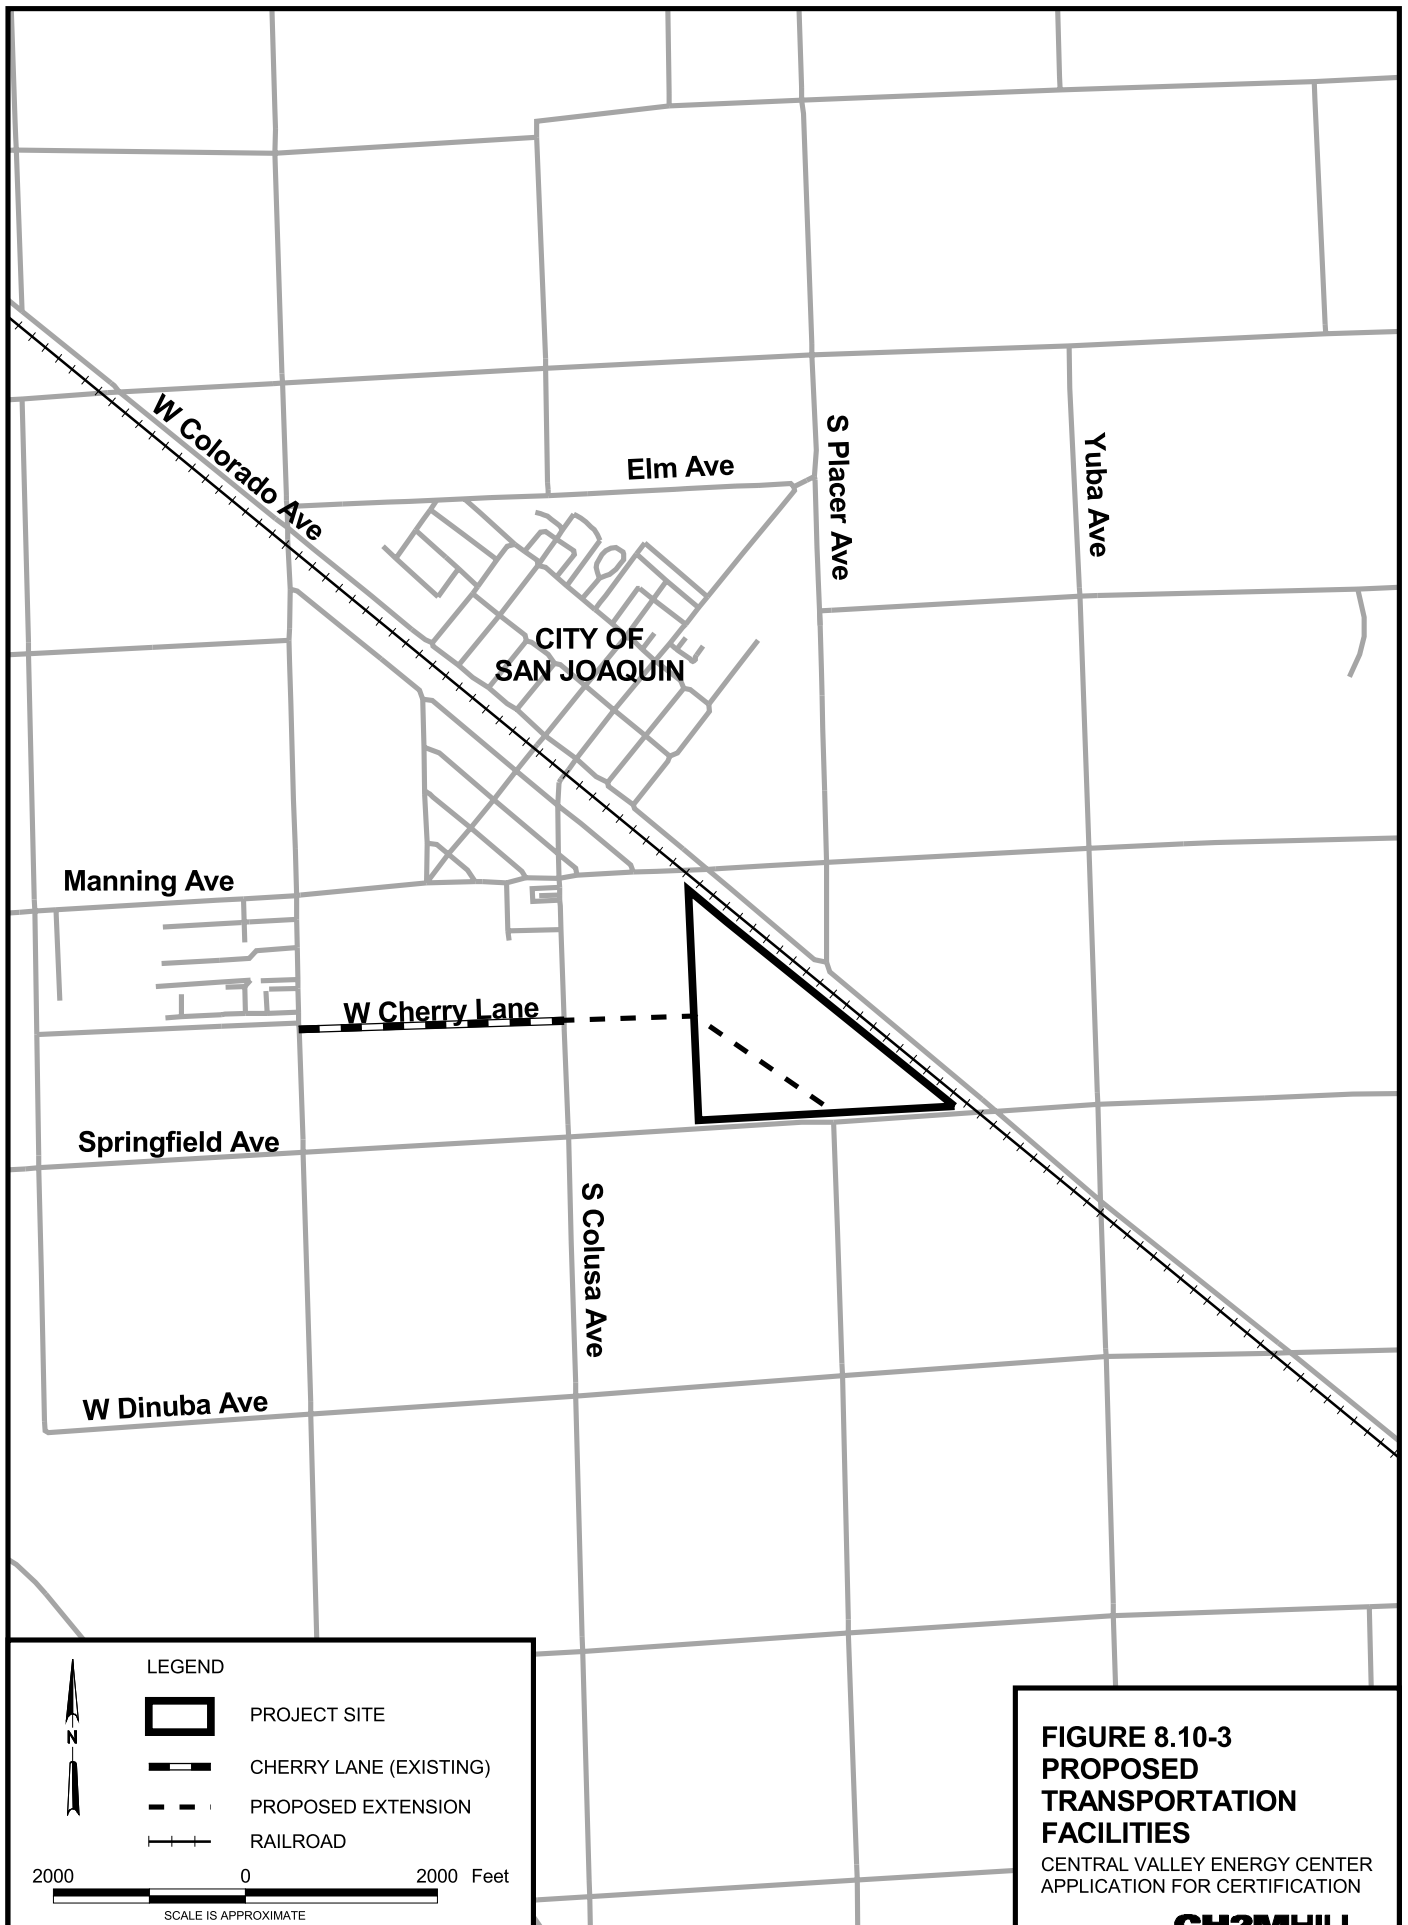 W Colorado Ave
Elm Ave
S Placer Ave
Yuba Ave
CITY OF
SAN JOAQUIN
Manning Ave
W Cherry Lane
Springfield Ave
S Colusa Ave
W Dinuba Ave
LEGEND
N
PROJECT SITE
CHERRY LANE (EXISTING)
PROPOSED EXTENSION
RAILROAD
2000 0 2000 Feet
SCALE IS APPROXIMATE
FIGURE 8.10-3
PROPOSED
TRANSPORTATION
FACILITIES
CENTRAL VALLEY ENERGY CENTER
APPLICATION FOR CERTIFICATION
CH2MHILL